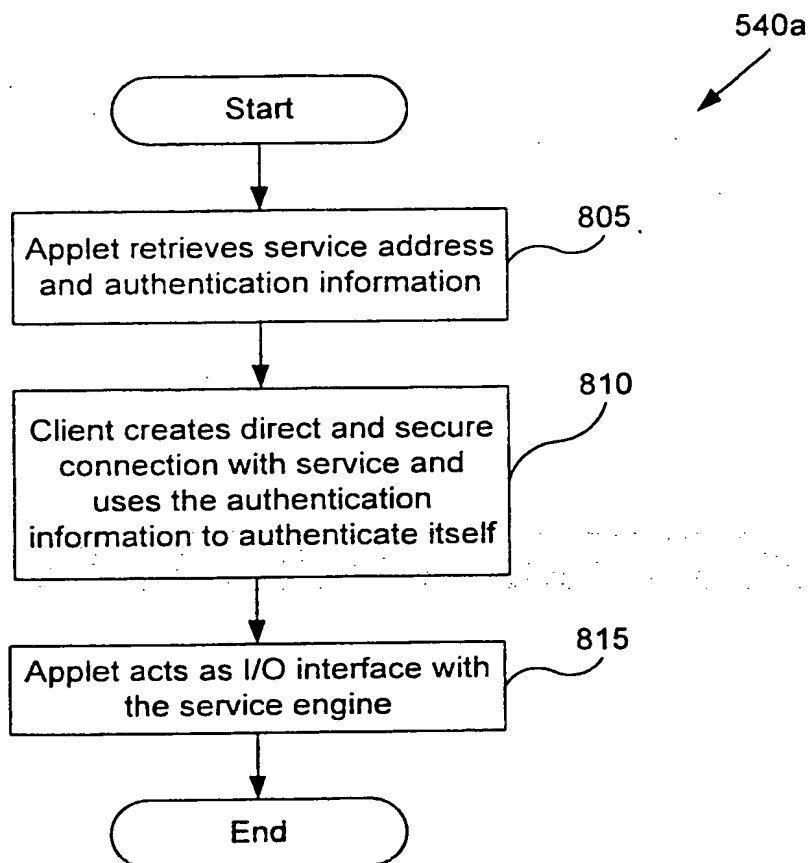 540a
Start
805
Applet retrieves service address
and authentication information
810
Client creates direct and secure
connection with service and
uses the authentication
information to authenticate itself
815
Applet acts as I/O interface with
the service engine
End